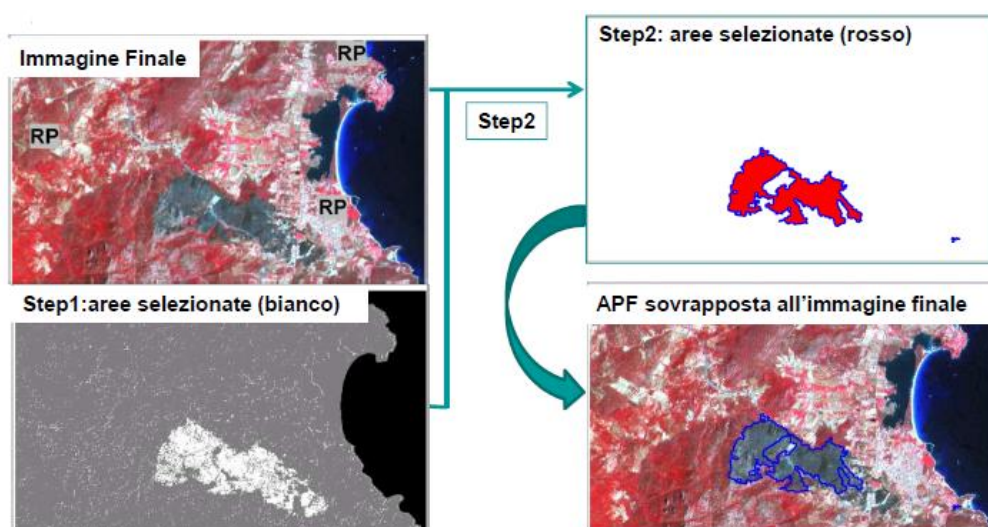 Immagine Finale
RP
RP
RP
Step2
Step2: aree selezionate (rosso)
Step1:aree selezionate (bianco)
APF sovrapposta all'immagine finale